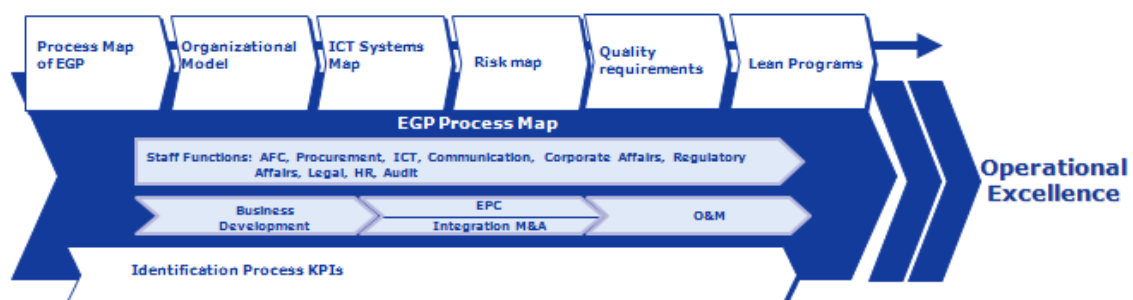 Process Map
of EGP
Organizational
Model
ICT Systems
Map
Risk map
Quality
requirements
Lean Programs
EGP Process Map
Staff Functions: AFC, Procurement, ICT, Communication, Corporate Affairs, Regulatory
Affairs, Legal, HR, Audit
Business
Development
EPC
Integration M&A
O&M
Operational
Excellence
Identification Process KPIs